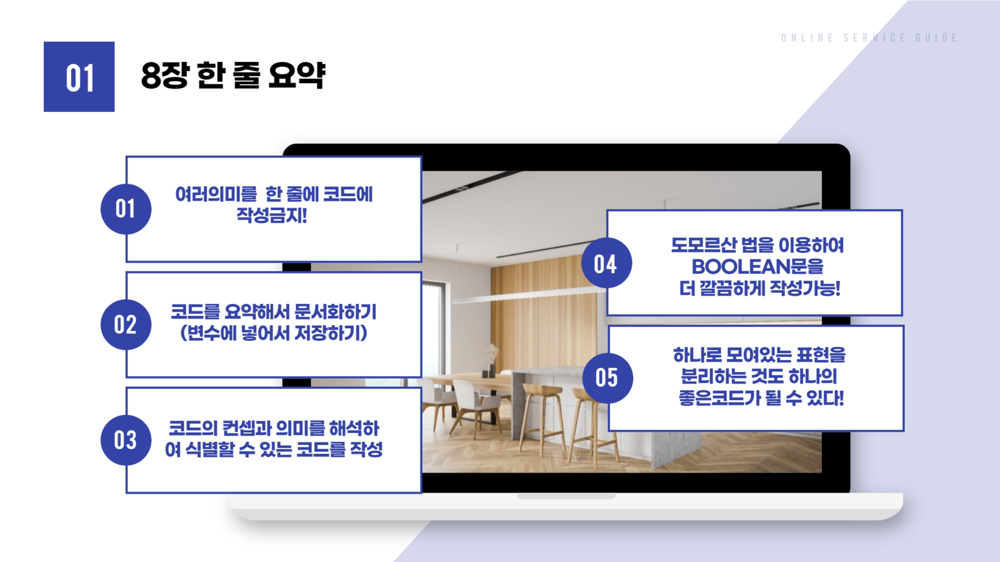 ONLINE SERVICE GUIDE
01
8장 한 줄 요약
01
여러의미를 한 줄에 코드에
작성금지!
02
코드를 요약해서 문서화하기
(변수에 넣어서 저장하기)
03
코드의 컨셉과 의미를 해석하
여 식별할 수 있는 코드를 작성
04
도모르산 법을 이용하여
BOOLEAN문을
더 깔끔하게 작성가능!
05
하나로 모여있는 표현을
분리하는 것도 하나의
좋은코드가 될 수 있다!